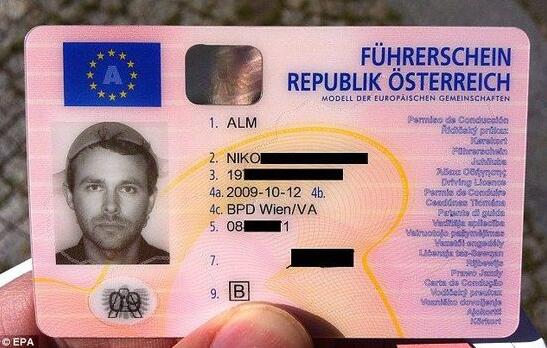 A
FÜHRERSCHEIN
REPUBLIK ÖSTERREICH
MODELL DER EUROPÄISCHEN GEMEINSCHAFTEN
1. ALM
2. NIKO
3. 19
4a. 2009-10-12 4b.
4c. BPD Wien/VA
5. 08 1
7.
9. B
Permiso de Conducción
Řidičský průkaz
Kørekort
Führerschein
Juhiluba
Άδεια Οδήγησης
Driving Licence
Permis de Conduire
Ceadúnas Tiomána
Patente di guida
Vadītāja apliecība
Vairuotojo pažymėjimas
Vezetői engedély
Liċenzja tas-Sewqan
Rijbewijs
Prawo Jazdy
Carta de Condução
Vodičský preukaz
Vozniško dovoljenje
Ajokortti
Körkort
© EPA